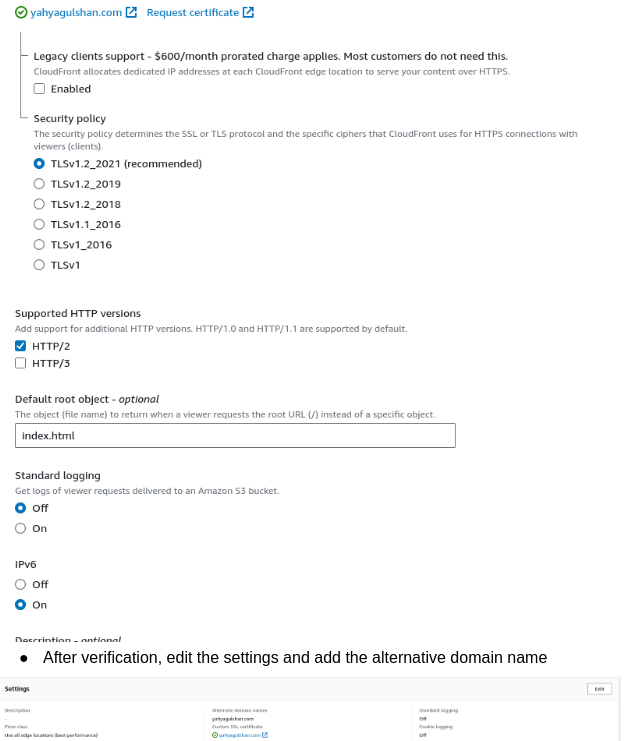 yahyagulshan.com Request certificate
Legacy clients support - $600/month prorated charge applies. Most customers do not need this.
CloudFront allocates dedicated IP addresses at each CloudFront edge location to serve your content over HTTPS.
Enabled
Security policy
The security policy determines the SSL or TLS protocol and the specific ciphers that CloudFront uses for HTTPS connections with
viewers (clients).
TLSv1.2_2021 (recommended)
TLSv1.2_2019
TLSv1.2_2018
TLSv1.1_2016
TLSv1_2016
TLSv1
Supported HTTP versions
Add support for additional HTTP versions. HTTP/1.0 and HTTP/1.1 are supported by default.
HTTP/2
HTTP/3
Default root object - optional
The object (file name) to return when a viewer requests the root URL (/) instead of a specific object.
index.html
Standard logging
Get logs of viewer requests delivered to an Amazon S3 bucket.
Off
On
IPv6
Off
On
Description - optional
● After verification, edit the settings and add the alternative domain name
Settings Edit
Description Alternate domain names Standard logging
- yahyagulshan.com Off
Price class Custom SSL certificate Cookie logging
Use all edge locations (best performance) yahyagulshan.com Off